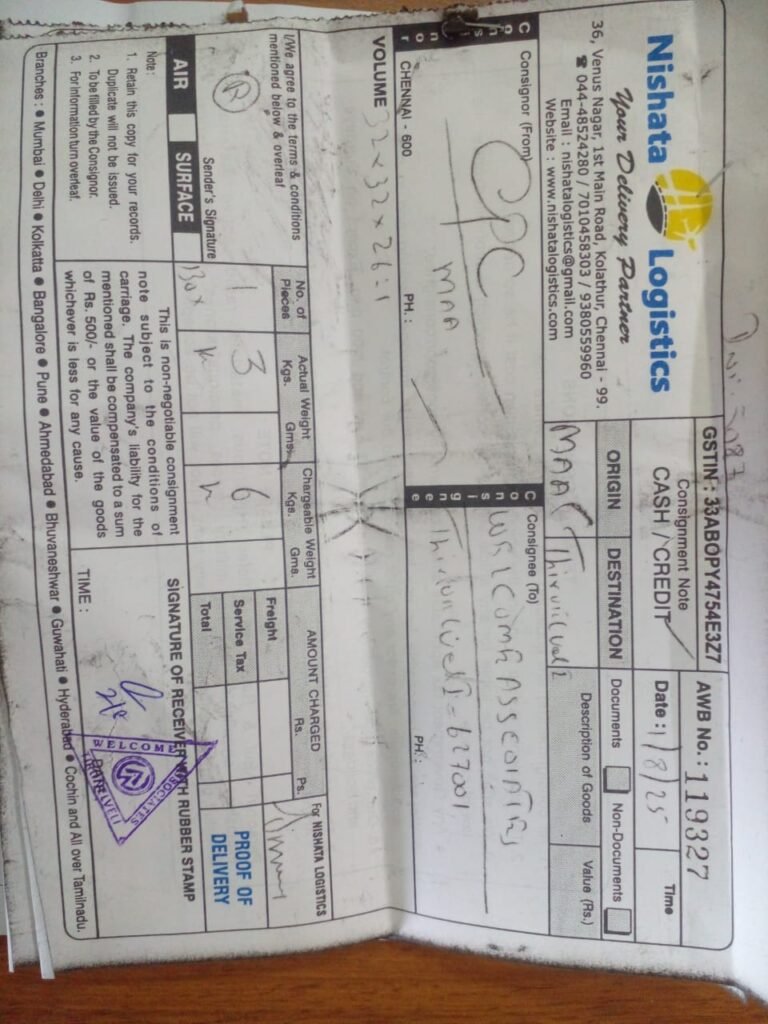 Nishata Logistics
Your Delivery Partner
36, Venus Nagar, 1st Main Road, Kolathur, Chennai - 99.
☎ 044-48524280 / 7010458303 / 9380559960
Email : nishatalogistics@gmail.com
Website : www.nishatalogistics.com
GSTIN : 33ABOPY4754E3Z7
Consignment Note
CASH / CREDIT
AWB No. : 119327
Date : 1/8/25
Time
ORIGIN
DESTINATION
MAA
Thirunelveli
Documents
Non-Documents
Description of Goods
Value (Rs.)
Consignor
Consignor (From)
CPC
MAA
CHENNAI - 600
PH. :
Consignee
Consignee (To)
WELCOME ASSCOIATES
Thirunelveli - 627001
PH. :
VOLUME 32x32x26=1
I/We agree to the terms & conditions
mentioned below & overleaf
Sender's Signature
No. of
Pieces
Actual Weight
Kgs. Gms.
Chargeable Weight
Kgs. Gms.
AMOUNT CHARGED
Rs. Ps.
For NISHATA LOGISTICS
1
3
6
Box
K
Freight
Service Tax
Total
PROOF OF
DELIVERY
AIR
SURFACE
Note :
1. Retain this copy for your records.
Duplicate will not be issued.
2. To be filled by the Consignor.
3. For information turn overleaf.
This is non-negotiable consignment
note subject to the conditions of
carriage. The company's liability for the
mentioned shall be compensated to a sum
of Rs. 500/- or the value of the goods
whichever is less for any cause.
SIGNATURE OF RECEIVER WITH RUBBER STAMP
TIME :
WELCOME
ASSOCIATES
Branches : ● Mumbai ● Delhi ● Kolkatta ● Bangalore ● Pune ● Ahmedabad ● Bhuvaneshwar ● Guwahati ● Hyderabad ● Cochin and All over Tamilnadu.